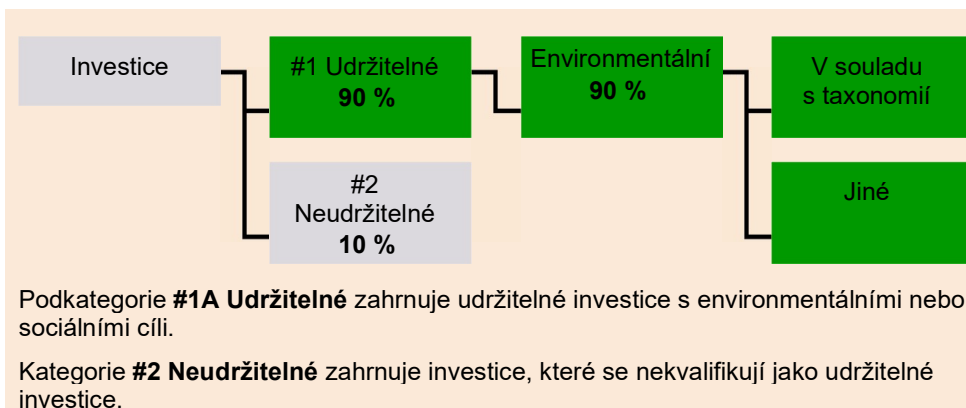 Investice
#1 Udržitelné
90 %
Environmentální
90 %
V souladu
s taxonomií
#2
Neudržitelné
10 %
Jiné
Podkategorie #1A Udržitelné zahrnuje udržitelné investice s environmentálními nebo
sociálními cíli.
Kategorie #2 Neudržitelné zahrnuje investice, které se nekvalifikují jako udržitelné
investice.